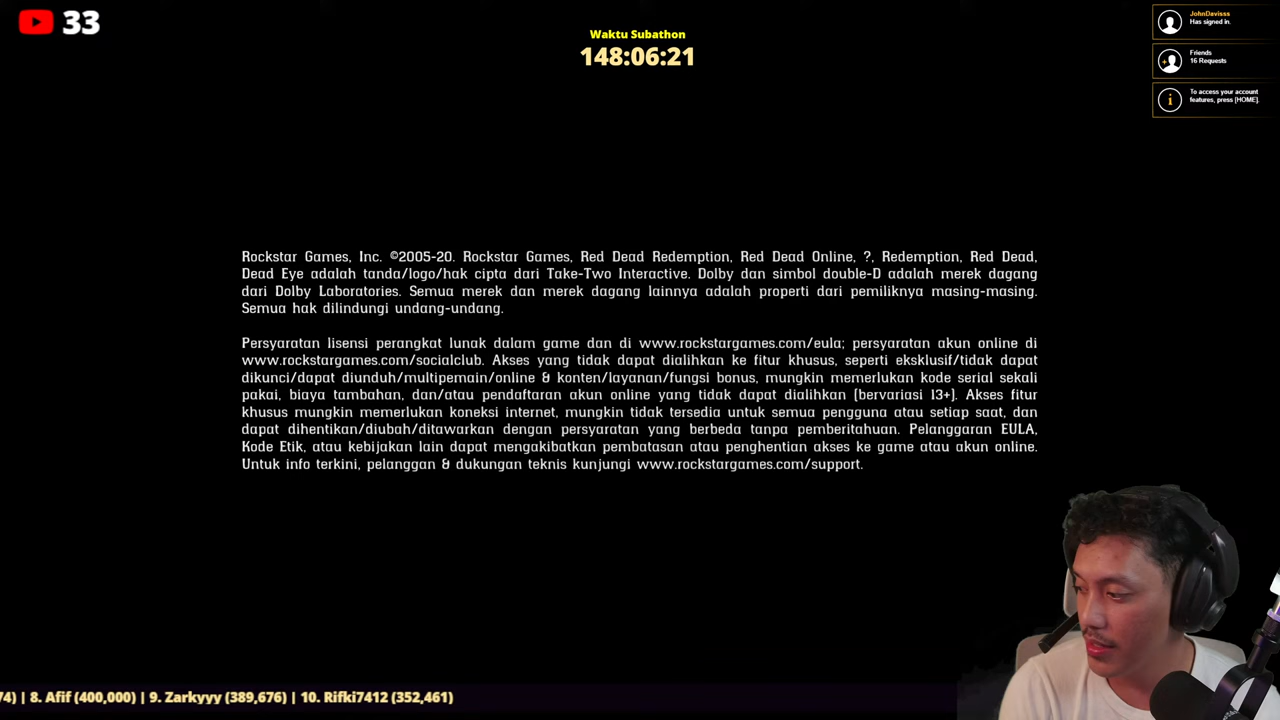 33
Waktu Subathon
148:06:21
JohnDavisss
Has signed in.
Friends
16 Requests
To access your account
features, press [HOME].
Rockstar Games, Inc. ©2005-20. Rockstar Games, Red Dead Redemption, Red Dead Online, ?, Redemption, Red Dead,
Dead Eye adalah tanda/logo/hak cipta dari Take-Two Interactive. Dolby dan simbol double-D adalah merek dagang
dari Dolby Laboratories. Semua merek dan merek dagang lainnya adalah properti dari pemiliknya masing-masing.
Semua hak dilindungi undang-undang.
Persyaratan lisensi perangkat lunak dalam game dan di www.rockstargames.com/eula; persyaratan akun online di
www.rockstargames.com/socialclub. Akses yang tidak dapat dialihkan ke fitur khusus, seperti eksklusif/tidak dapat
dikunci/dapat diunduh/multipemain/online & konten/layanan/fungsi bonus, mungkin memerlukan kode serial sekali
pakai, biaya tambahan, dan/atau pendaftaran akun online yang tidak dapat dialihkan (bervariasi 13+). Akses fitur
khusus mungkin memerlukan koneksi internet, mungkin tidak tersedia untuk semua pengguna atau setiap saat, dan
dapat dihentikan/diubah/ditawarkan dengan persyaratan yang berbeda tanpa pemberitahuan. Pelanggaran EULA,
Kode Etik, atau kebijakan lain dapat mengakibatkan pembatasan atau penghentian akses ke game atau akun online.
Untuk info terkini, pelanggan & dukungan teknis kunjungi www.rockstargames.com/support.
74) | 8. Afif (400,000) | 9. Zarkyyy (389,676) | 10. Rifki7412 (352,461)